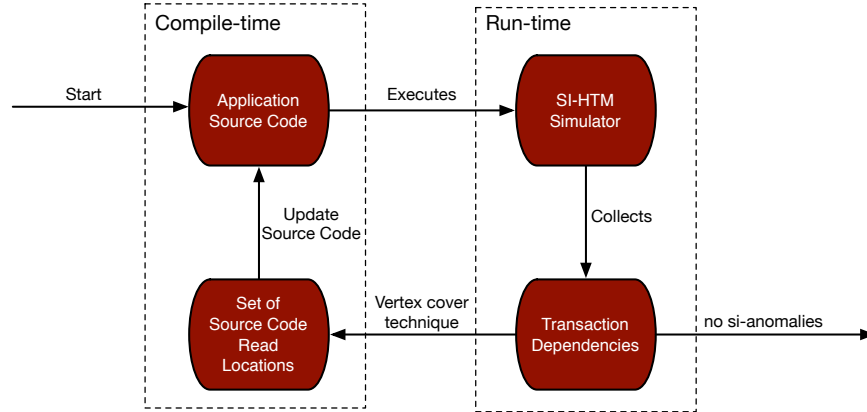 Compile-time
Run-time
Start
Application
Source Code
Executes
SI-HTM
Simulator
Update
Source Code
Collects
Set of
Source Code
Read
Locations
Vertex cover
technique
Transaction
Dependencies
no si-anomalies